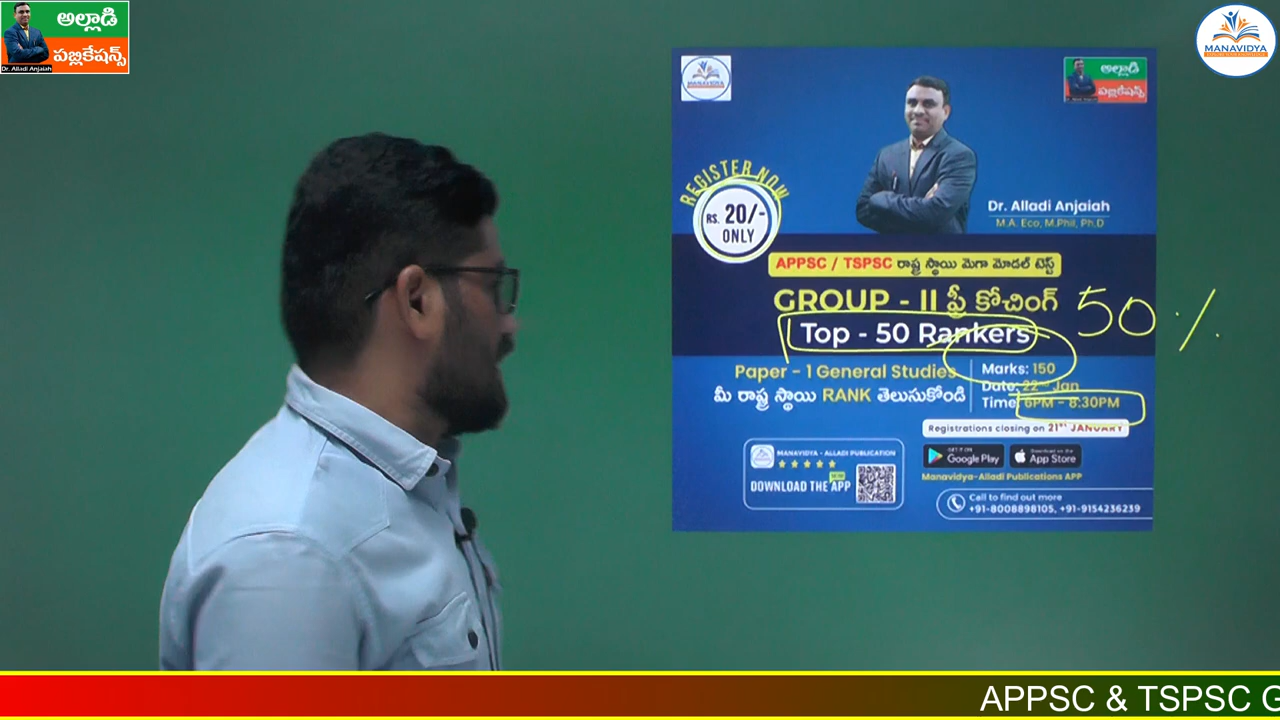 అల్లాడి
పబ్లికేషన్స్
Dr. Alladi Anjaiah
MANAVIDYA
MANAVIDYA
అల్లాడి
పబ్లికేషన్స్
REGISTER NOW
RS. 20/-
ONLY
Dr. Alladi Anjaiah
M.A. Eco, M.Phil, Ph.D
APPSC / TSPSC రాష్ట్ర స్థాయి మెగా మోడల్ టెస్ట్
GROUP - II ఫ్రీ కోచింగ్
50 %
Top - 50 Rankers
Paper - 1 General Studies
మీ రాష్ట్ర స్థాయి RANK తెలుసుకోండి
Marks: 150
Date: 22nd Jan
Time: 6PM - 8:30PM
Registrations closing on 21st JANUARY
MANAVIDYA - ALLADI PUBLICATION
DOWNLOAD THE APP
GET IT ON
Google Play
Download on the
App Store
Manavidya-Alladi Publications APP
Call to find out more
+91-8008898105, +91-9154236239
APPSC & TSPSC G